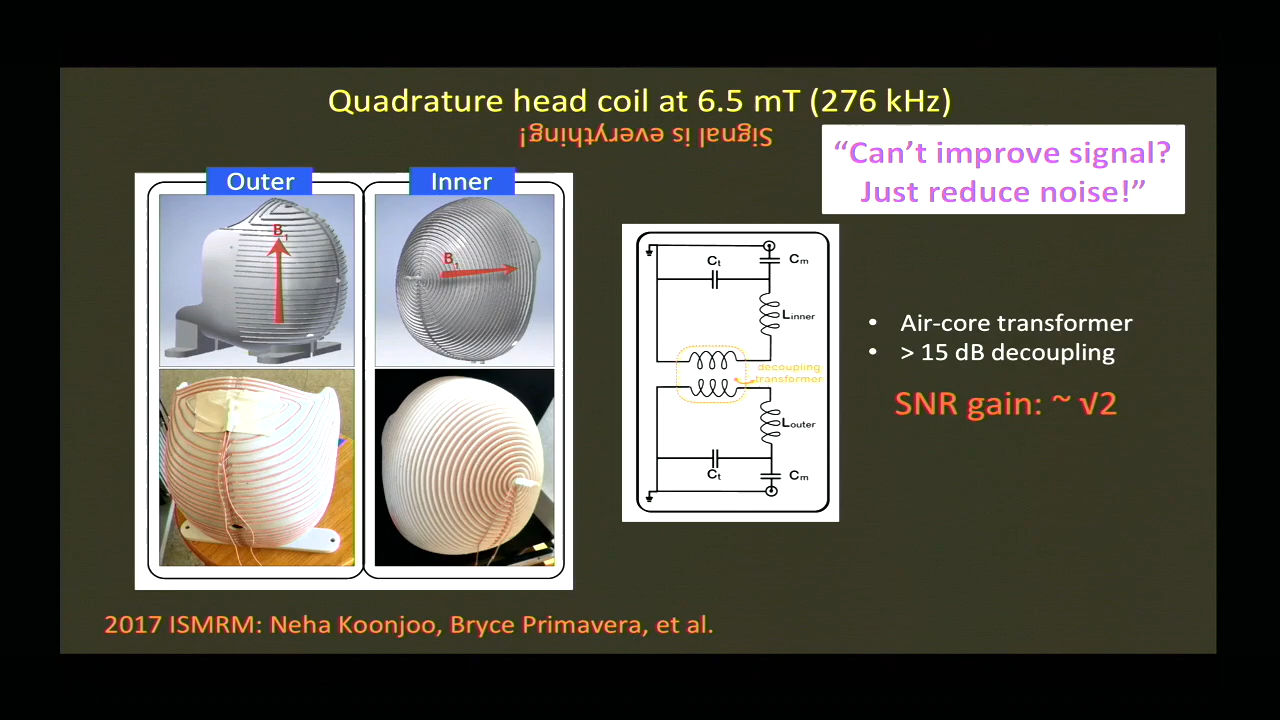 Quadrature head coil at 6.5 mT (276 kHz)
Signal is everything!
“Can’t improve signal?
Just reduce noise!”
Outer
Inner
B1
B1
Ct
Cm
Linner
decoupling
transformer
Louter
Ct
Cm
• Air-core transformer
• > 15 dB decoupling
SNR gain: ~ √2
2017 ISMRM: Neha Koonjoo, Bryce Primavera, et al.